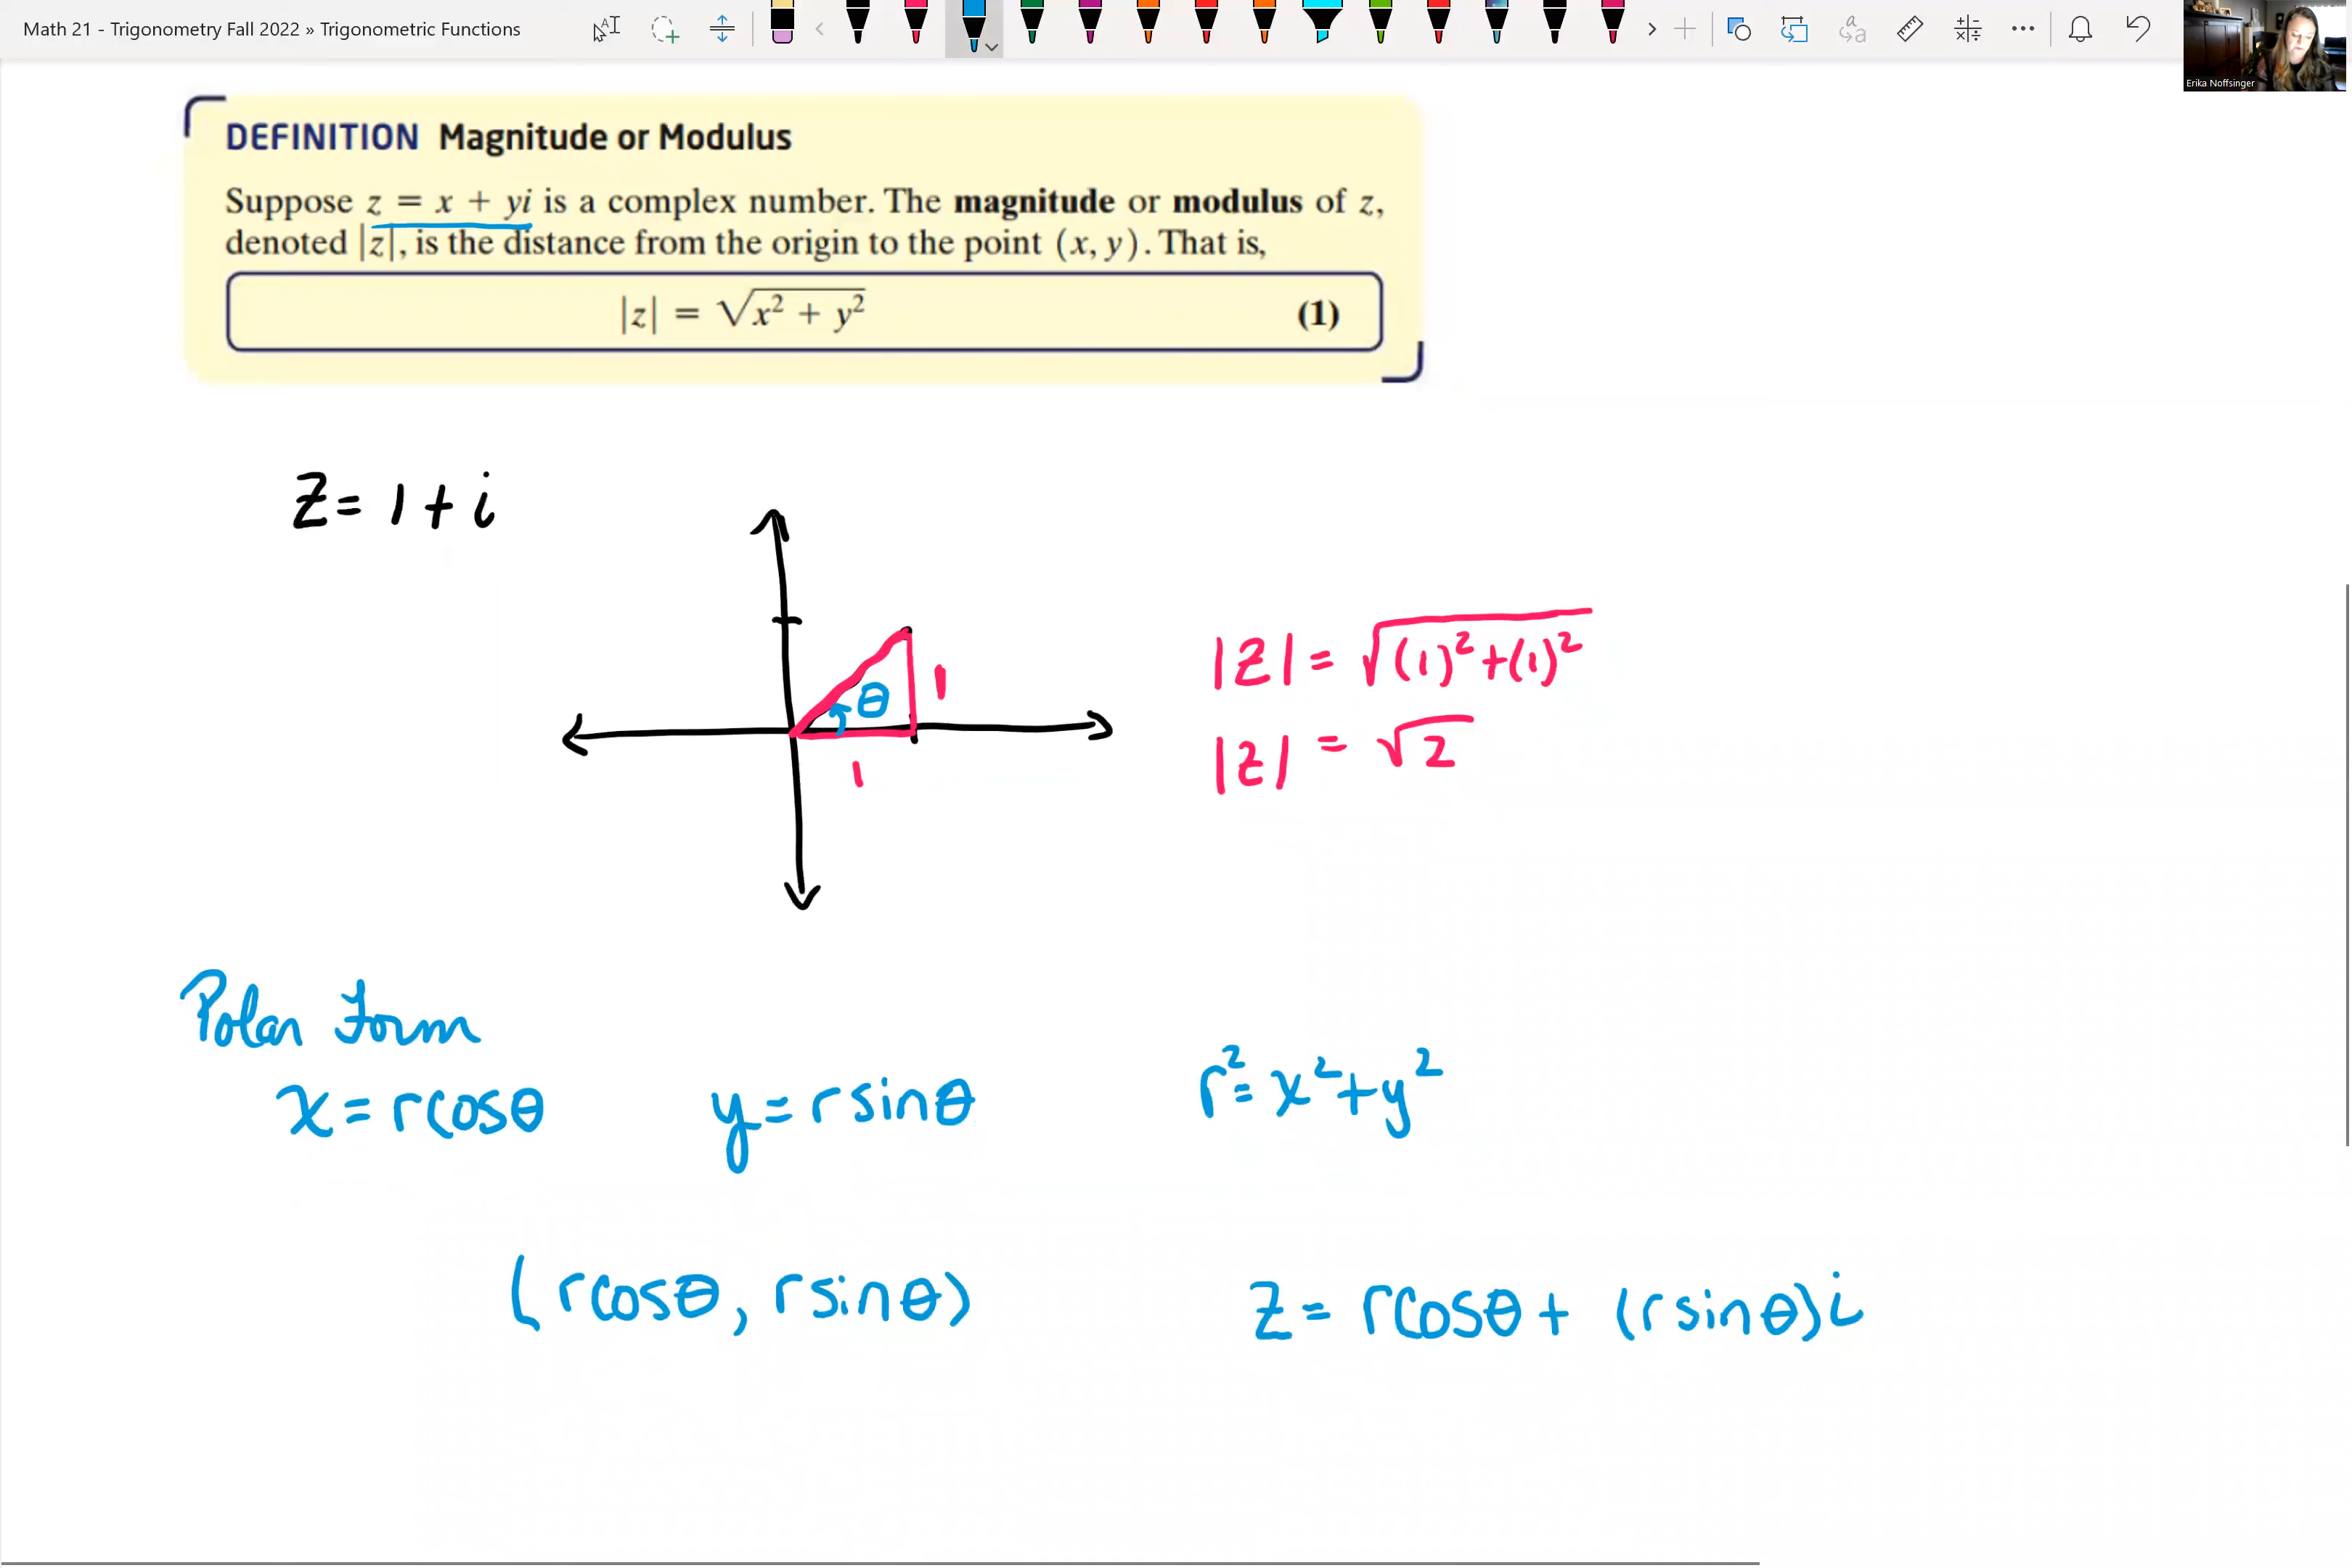 Math 21 - Trigonometry Fall 2022 » Trigonometric Functions
Erika Noffsinger
DEFINITION Magnitude or Modulus
Suppose z = x + yi is a complex number. The magnitude or modulus of z,
denoted |z|, is the distance from the origin to the point (x, y). That is,
|z| = √x² + y² (1)
Z = 1 + i
θ
1
1
|Z| = √(1)² + (1)²
|Z| = √2
Polar Form
x = rcosθ y = rsinθ r² = x² + y²
(rcosθ, rsinθ) Z = rcosθ + (rsinθ)i